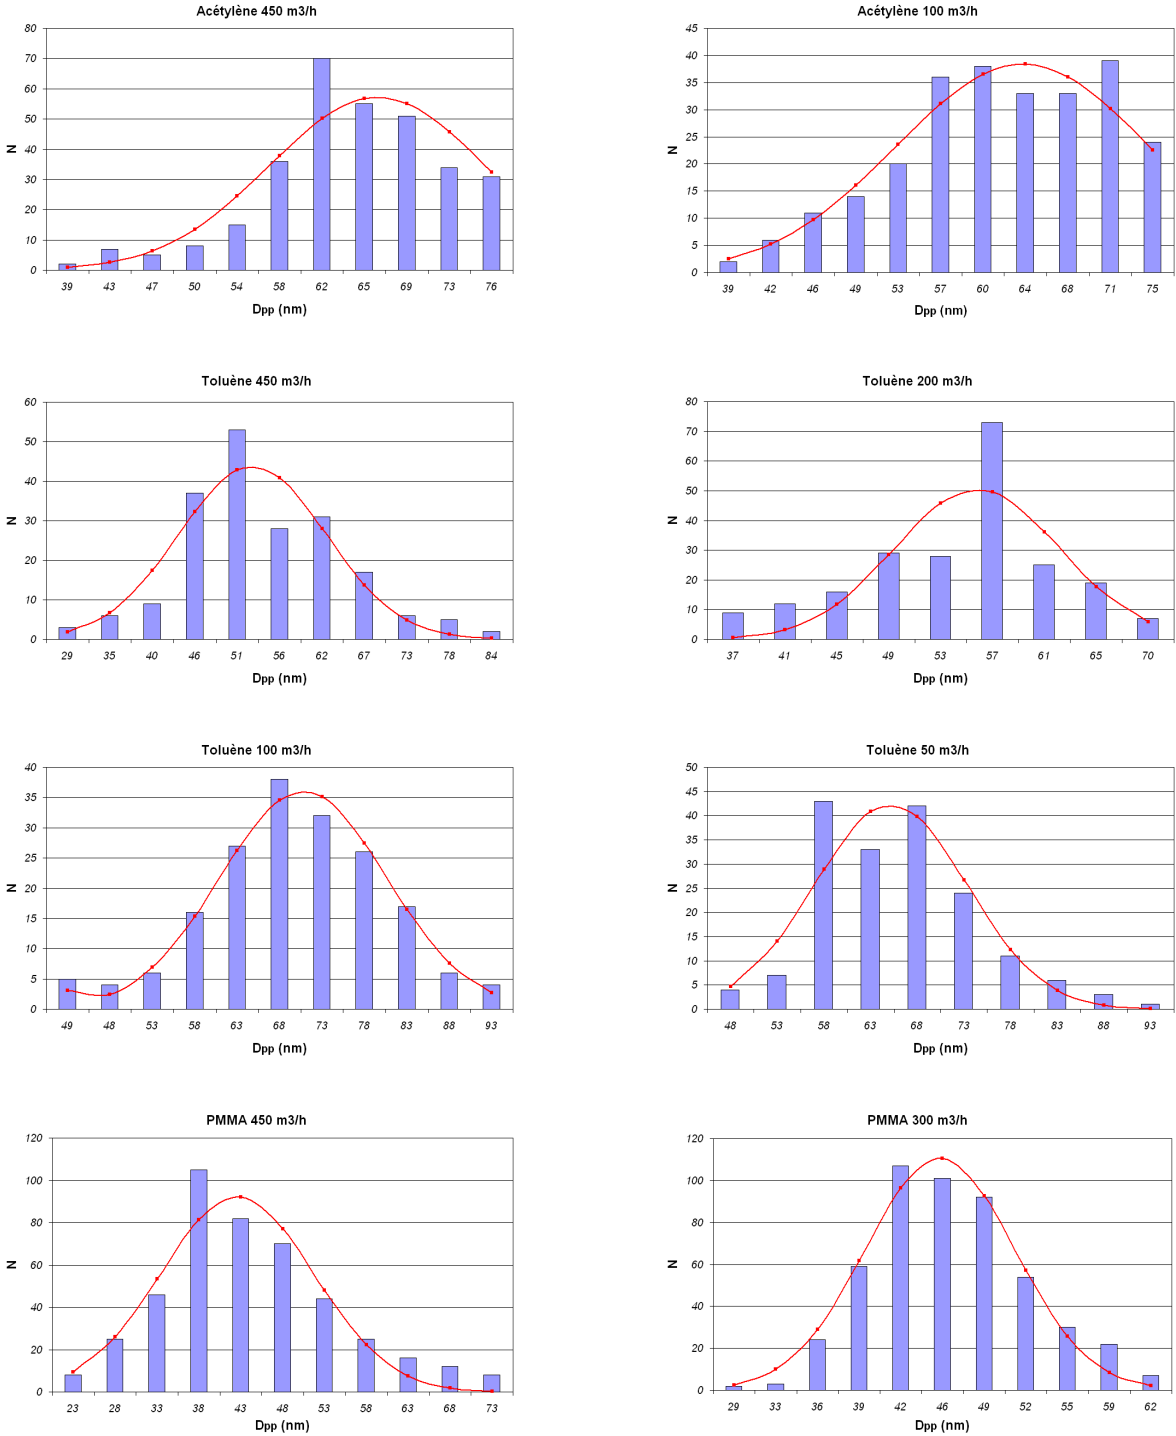 Acétylène 450 m3/h
80
70
60
50
40
30
20
10
0
N
39 43 47 50 54 58 62 65 69 73 76
Dpp (nm)
Acétylène 100 m3/h
45
40
35
30
25
20
15
10
5
0
N
39 42 46 49 53 57 60 64 68 71 75
Dpp (nm)
Toluène 450 m3/h
60
50
40
30
20
10
0
N
29 35 40 46 51 56 62 67 73 78 84
Dpp (nm)
Toluène 200 m3/h
80
70
60
50
40
30
20
10
0
N
37 41 45 49 53 57 61 65 70
Dpp (nm)
Toluène 100 m3/h
40
35
30
25
20
15
10
5
0
N
49 48 53 58 63 68 73 78 83 88 93
Dpp (nm)
Toluène 50 m3/h
50
45
40
35
30
25
20
15
10
5
0
N
48 53 58 63 68 73 78 83 88 93
Dpp (nm)
PMMA 450 m3/h
120
100
80
60
40
20
0
N
23 28 33 38 43 48 53 58 63 68 73
Dpp (nm)
PMMA 300 m3/h
120
100
80
60
40
20
0
N
29 33 36 39 42 46 49 52 55 59 62
Dpp (nm)